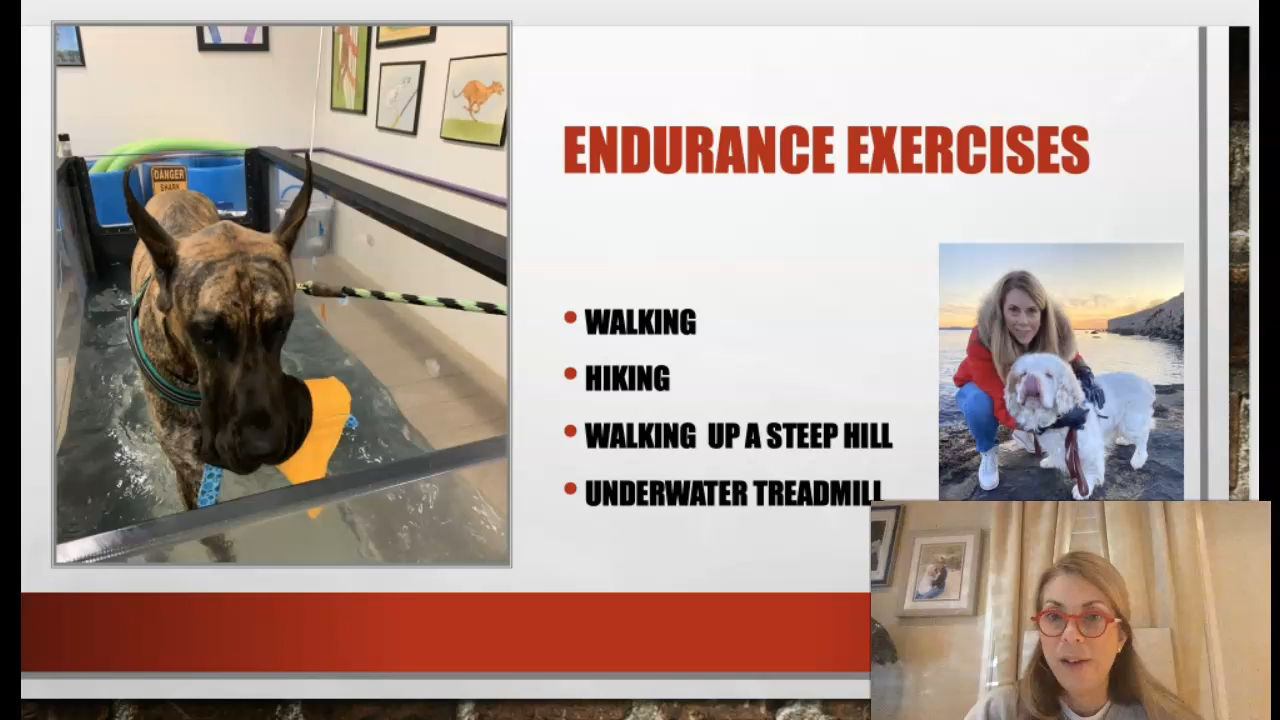 DANGER
SHARK
ENDURANCE EXERCISES
• WALKING
• HIKING
• WALKING UP A STEEP HILL
• UNDERWATER TREADMILL